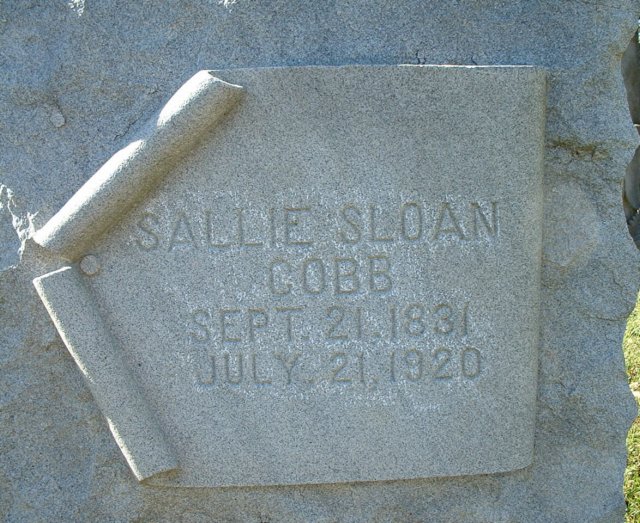 SALLIE SLOAN
COBB
SEPT. 21, 1831
JULY. 21, 1920